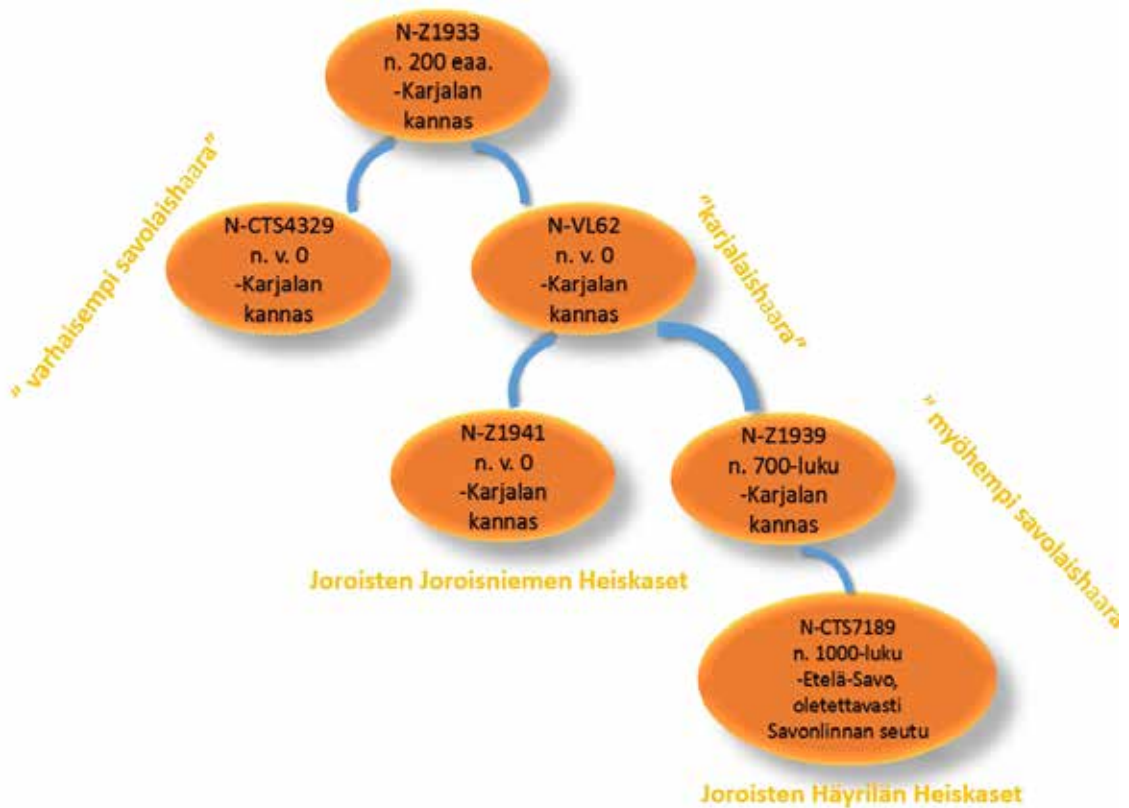 N-Z1933
n. 200 eaa.
-Karjalan
kannas
” varhaisempi savolaishaara”
N-CTS4329
n. v. 0
-Karjalan
kannas
N-VL62
n. v. 0
-Karjalan
kannas
”karjalaishaara”
N-Z1941
n. v. 0
-Karjalan
kannas
N-Z1939
n. 700-luku
-Karjalan
kannas
” myöhempi savolaishaara”
Joroisten Joroisniemen Heiskaset
N-CTS7189
n. 1000-luku
-Etelä-Savo,
oletettavasti
Savonlinnan seutu
Joroisten Häyrilän Heiskaset